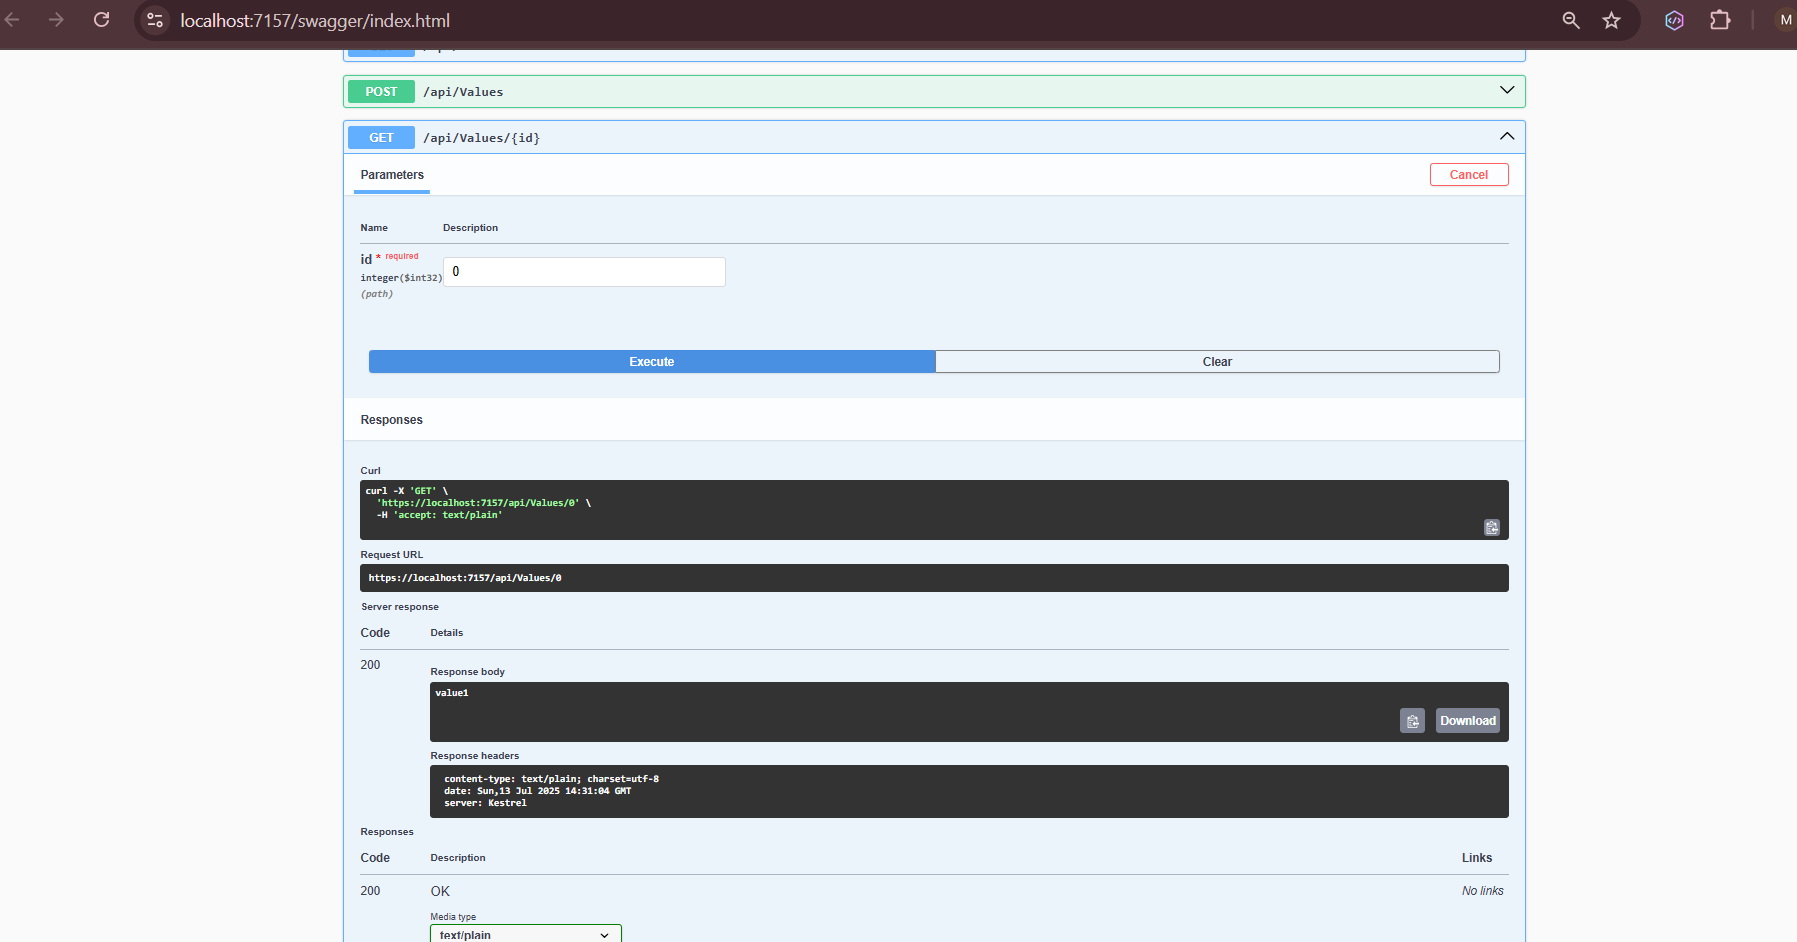 localhost:7157/swagger/index.html
M
POST /api/Values
GET /api/Values/{id}
Parameters
Cancel
Name Description
id * required
integer($int32)
(path)
0
Execute Clear
Responses
Curl
curl -X 'GET' \
'https://localhost:7157/api/Values/0' \
-H 'accept: text/plain'
Request URL
https://localhost:7157/api/Values/0
Server response
Code Details
200
Response body
value1
Download
Response headers
content-type: text/plain; charset=utf-8
date: Sun,13 Jul 2025 14:31:04 GMT
server: Kestrel
Responses
Code Description Links
200 OK No links
Media type
text/plain